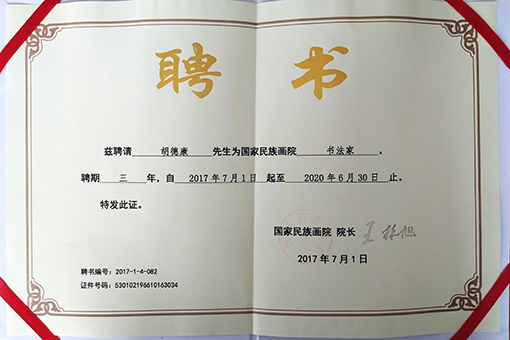 聘 书
兹聘请 胡德康 先生为国家民族画院 书法家 ，
聘期 三 年，自 2017年7月1日 起至 2020年6月30日 止。
特发此证。
国家民族画院 院长 王栋旭
2017年7月1日
聘书编号：2017-1-4-082
证件号码：530102196610163034